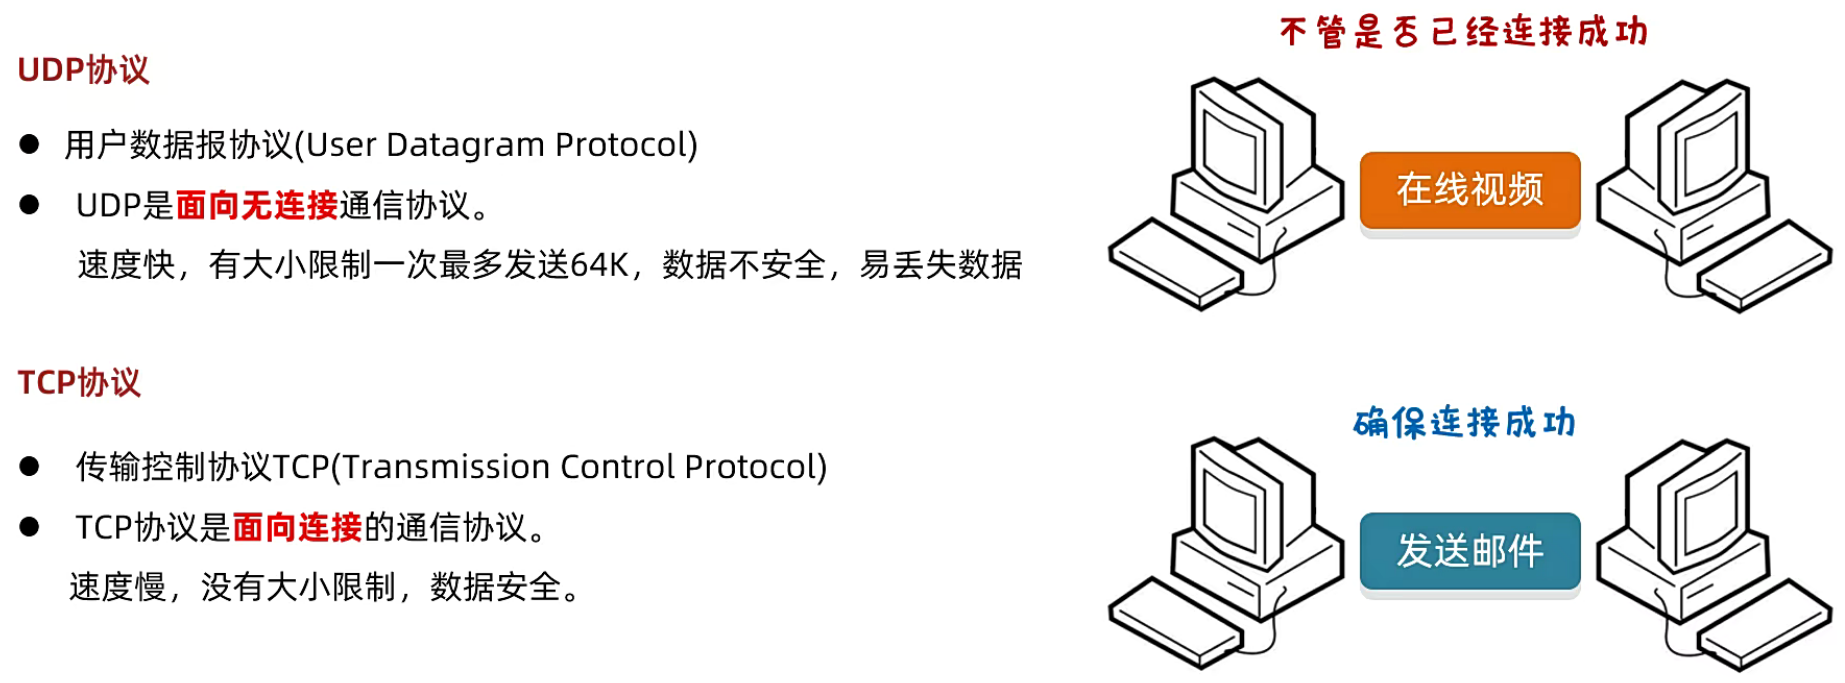 UDP协议
用户数据报协议(User Datagram Protocol)
UDP是面向无连接通信协议。
速度快，有大小限制一次最多发送64K，数据不安全，易丢失数据
不管是否已经连接成功
在线视频
TCP协议
传输控制协议TCP(Transmission Control Protocol)
TCP协议是面向连接的通信协议。
速度慢，没有大小限制，数据安全。
确保连接成功
发送邮件